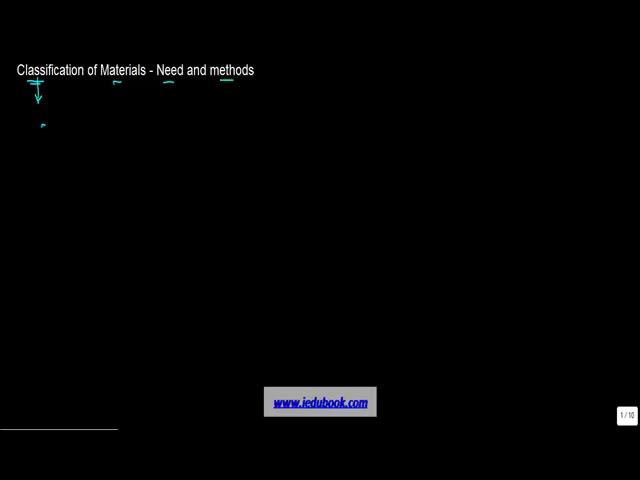 Classification of Materials - Need and methods
www.iedubook.com
1 / 10